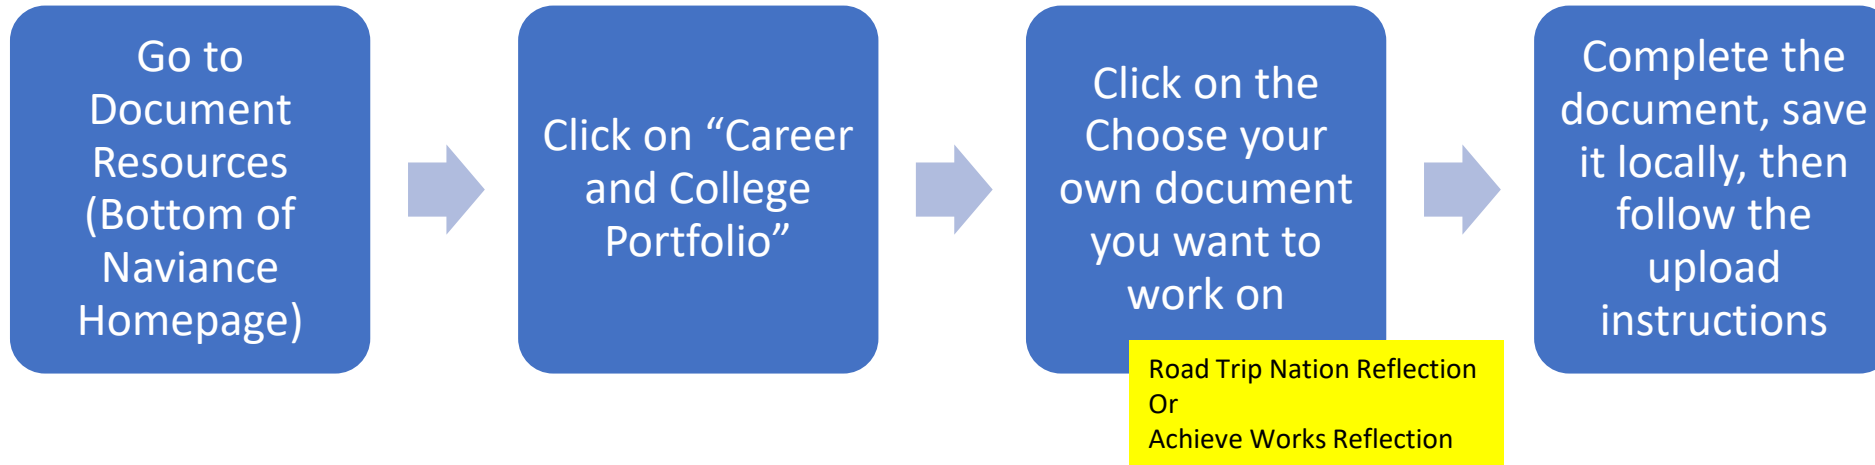 Go to
Document
Resources
(Bottom of
Naviance
Homepage)
Click on “Career
and College
Portfolio”
Click on the
Choose your
own document
you want to
work on
Road Trip Nation Reflection
Or
Achieve Works Reflection
Complete the
document, save
it locally, then
follow the
upload
instructions